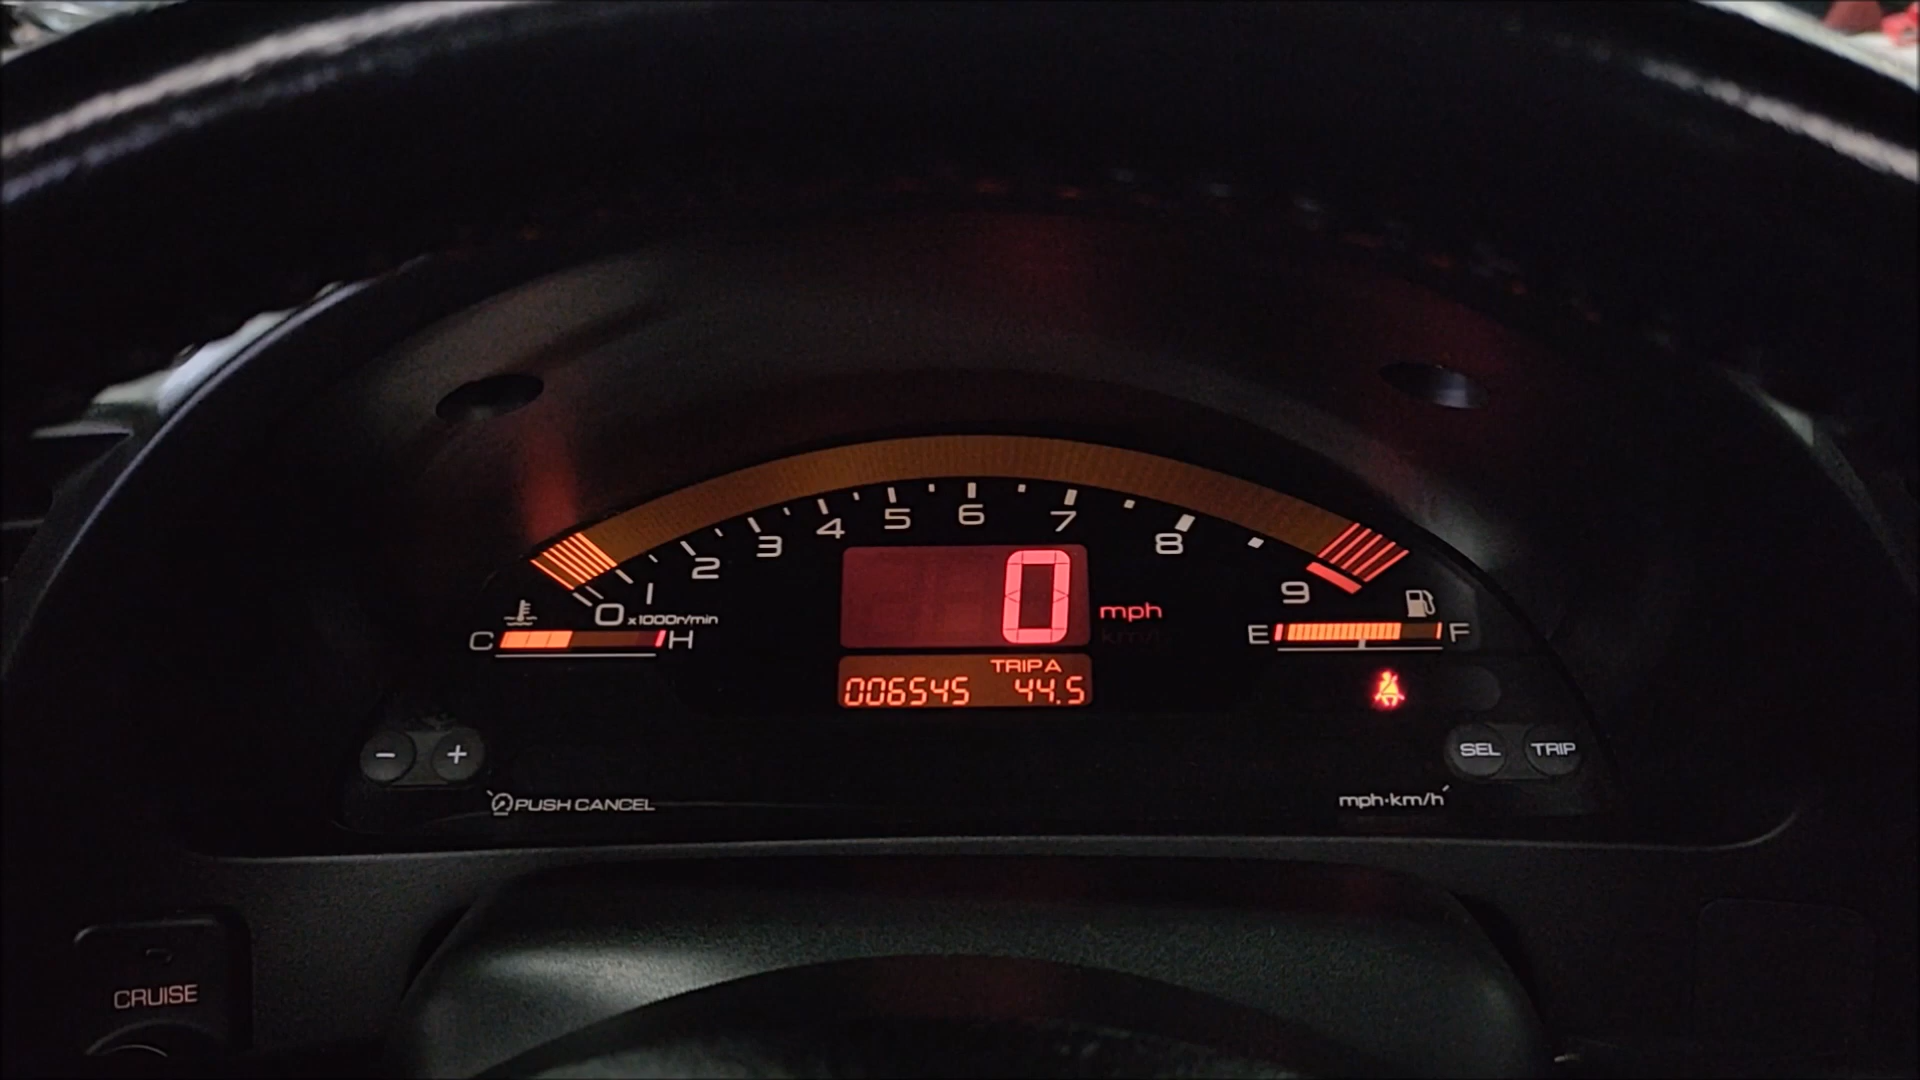 0 1 2 3 4 5 6 7 8 9
x1000r/min
C H
0 mph
km/h
E F
TRIP A
006545 44.5
- +
SEL TRIP
PUSH CANCEL
mph·km/h
CRUISE